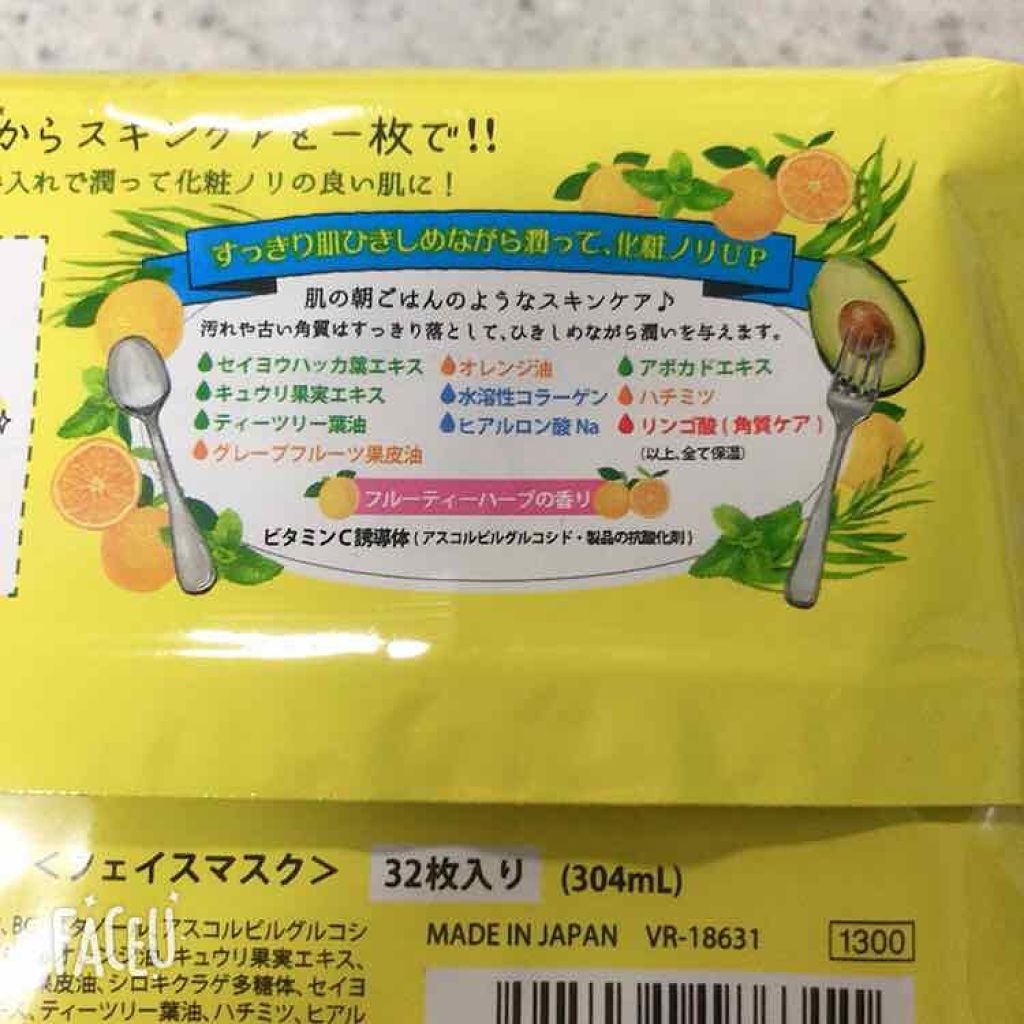 からスキンケアを一枚で!!
入れで潤って化粧ノリの良い肌に!
すっきり肌ひきしめながら潤って、化粧ノリUP
肌の朝ごはんのようなスキンケア♪
汚れや古い角質はすっきり落として、ひきしめながら潤いを与えます。
セイヨウハッカ葉エキス オレンジ油 アボカドエキス
キュウリ果実エキス 水溶性コラーゲン ハチミツ
ティーツリー葉油 ヒアルロン酸Na リンゴ酸(角質ケア)
グレープフルーツ果皮油 (以上、全て保湿)
フルーティーハーブの香り
ビタミンC誘導体(アスコルビルグルコシド・製品の抗酸化剤)
<フェイスマスク> 32枚入り (304mL)
アスコルビルグルコシ
キュウリ果実エキス、
皮油、シロキクラゲ多糖体、セイヨ
ティーツリー葉油、ハチミツ、ヒアル
MADE IN JAPAN VR-18631 1300
FACEU